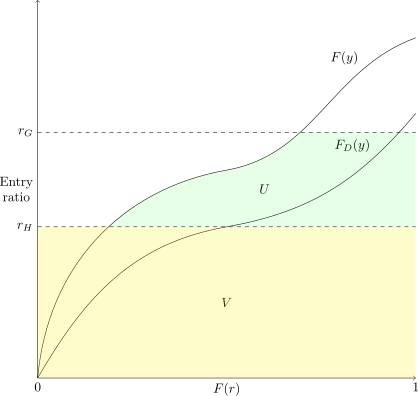 F(y)
r_G
F_D(y)
Entry
ratio
U
r_H
V
0
F(r)
1